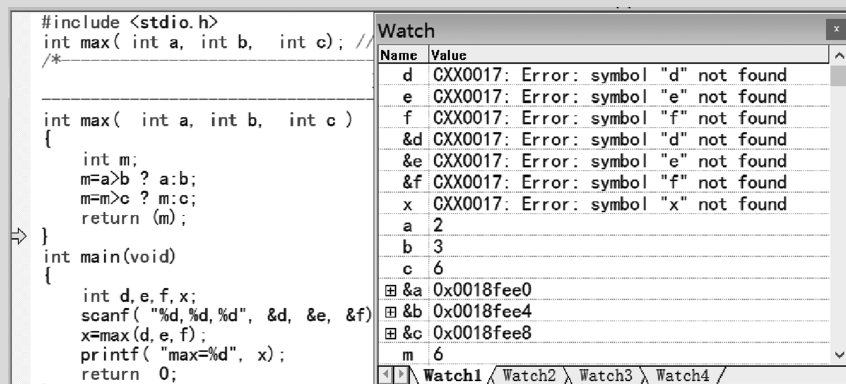 #include <stdio.h>
int max( int a, int b, int c); //
/*--------------------------------
--------------------------------
int max( int a, int b, int c )
{
int m;
m=a>b ? a:b;
m=m>c ? m:c;
return (m);
}
int main(void)
{
int d,e,f,x;
scanf( "%d,%d,%d", &d, &e, &f)
x=max(d,e,f);
printf( "max=%d", x);
return 0;
Watch
Name Value
d CXX0017: Error: symbol "d" not found
e CXX0017: Error: symbol "e" not found
f CXX0017: Error: symbol "f" not found
&d CXX0017: Error: symbol "d" not found
&e CXX0017: Error: symbol "e" not found
&f CXX0017: Error: symbol "f" not found
x CXX0017: Error: symbol "x" not found
a 2
b 3
c 6
&a 0x0018fee0
&b 0x0018fee4
&c 0x0018fee8
m 6
Watch1 Watch2 Watch3 Watch4